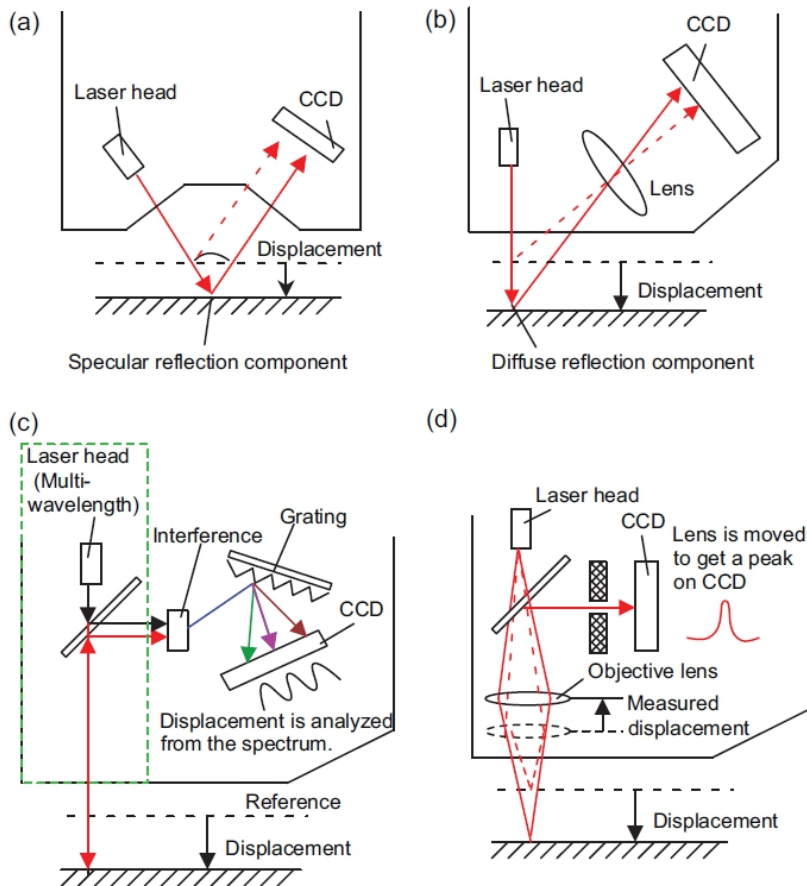 (a)
Laser head
CCD
Displacement
Specular reflection component
(b)
CCD
Laser head
Lens
Displacement
Diffuse reflection component
(c)
Laser head
(Multi-
wavelength)
Interference
Grating
CCD
Displacement is analyzed
from the spectrum.
Reference
Displacement
(d)
Laser head
CCD
Lens is moved
to get a peak
on CCD
Objective lens
Measured
displacement
Displacement